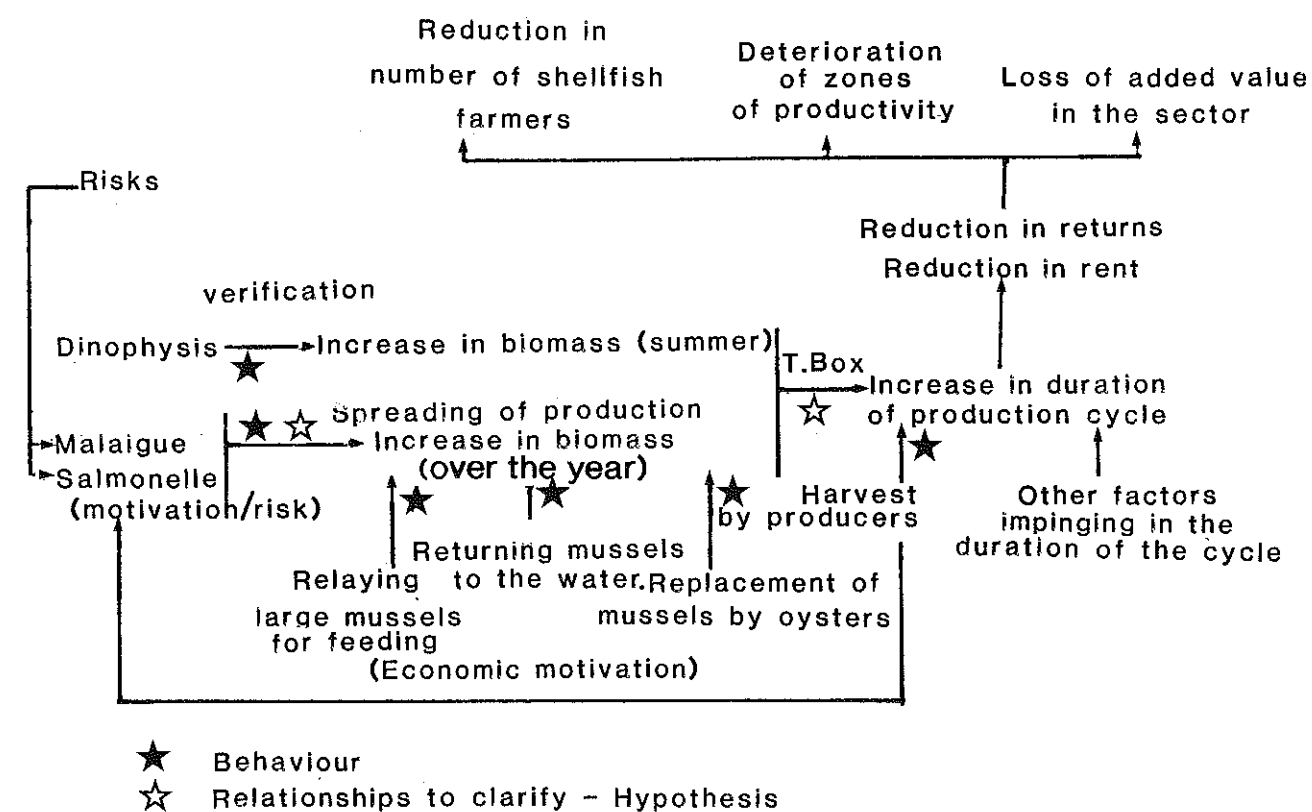 Reduction in
number of shellfish
farmers
Deterioration
of zones
of productivity
Loss of added value
in the sector
Risks
Reduction in returns
Reduction in rent
verification
Dinophysis
Increase in biomass (summer)
T.Box
Increase in duration
of production cycle
Malaigue
Salmonelle
(motivation/risk)
Spreading of production
Increase in biomass
(over the year)
Harvest
by producers
Other factors
impinging in the
duration of the cycle
Returning mussels
to the water.
Relaying
large mussels
for feeding
Replacement of
mussels by oysters
(Economic motivation)
Behaviour
Relationships to clarify - Hypothesis